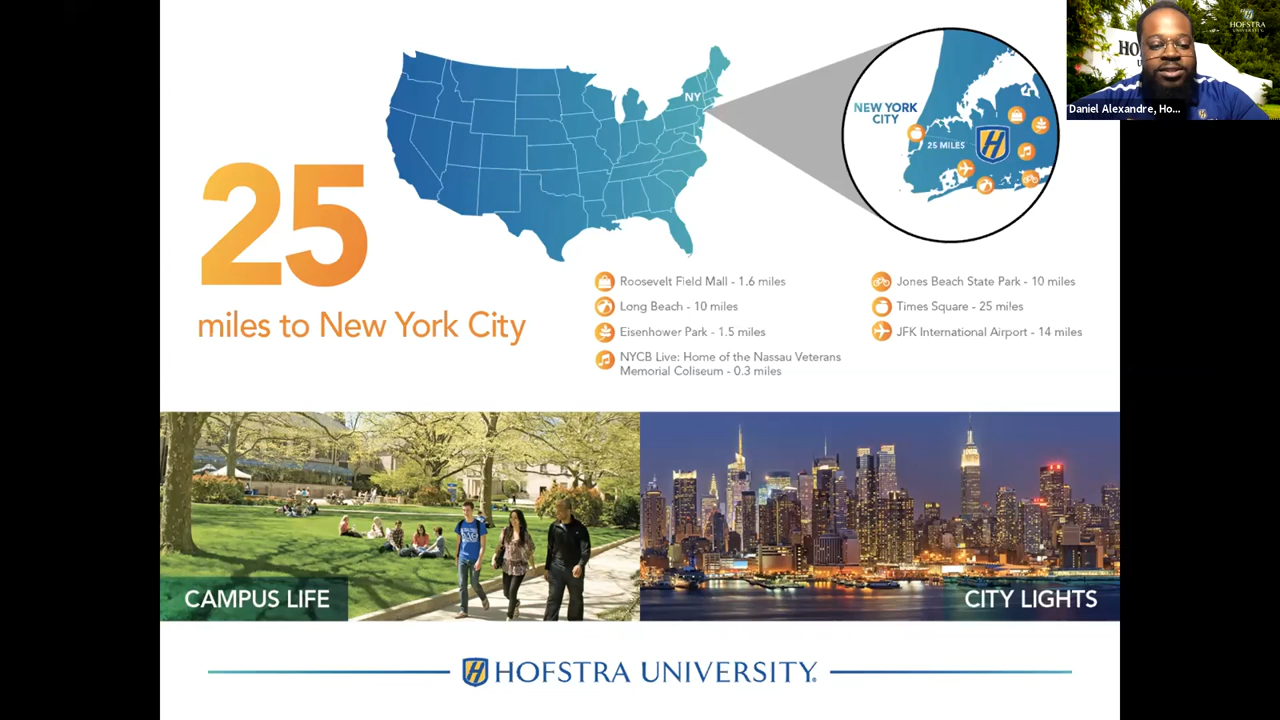 NY
NEW YORK
CITY
25 MILES
25
miles to New York City
Roosevelt Field Mall - 1.6 miles
Long Beach - 10 miles
Eisenhower Park - 1.5 miles
NYCB Live: Home of the Nassau Veterans
Memorial Coliseum - 0.3 miles
Jones Beach State Park - 10 miles
Times Square - 25 miles
JFK International Airport - 14 miles
CAMPUS LIFE
CITY LIGHTS
H HOFSTRA UNIVERSITY®
HOFSTRA
UNIVERSITY
Daniel Alexandre, Ho...